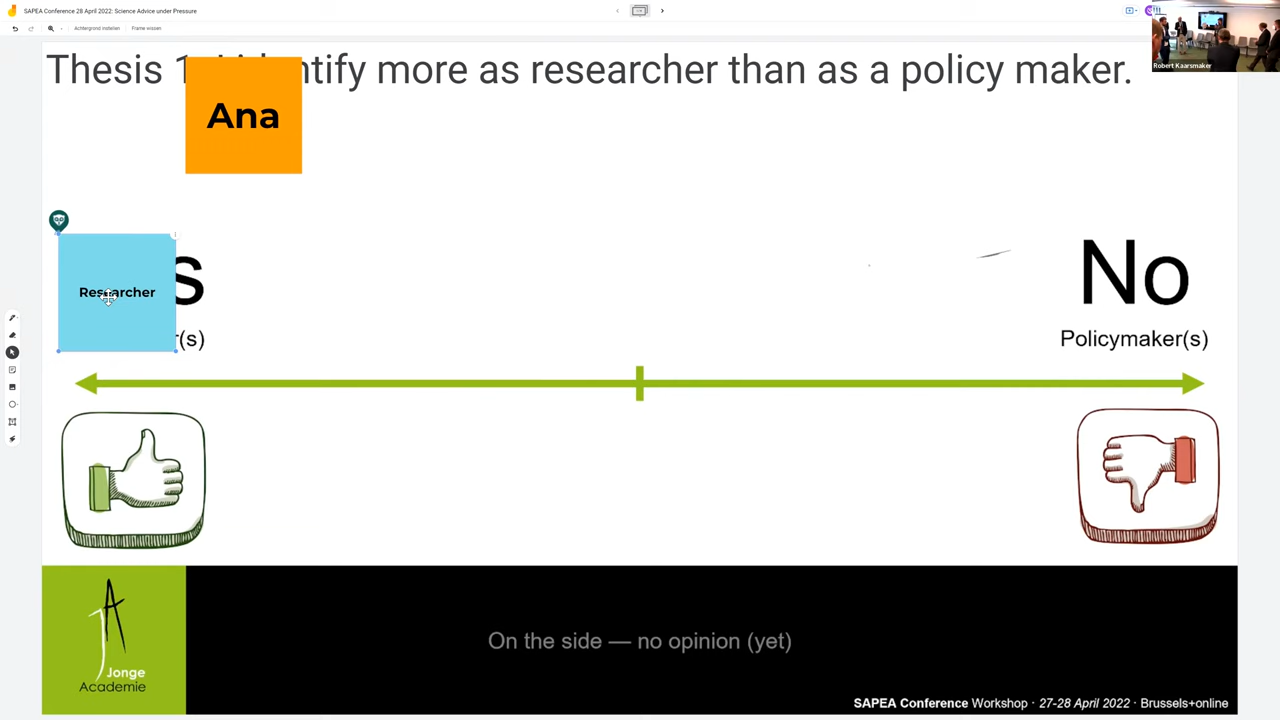 SAPEA Conference 28 April 2022: Science Advice under Pressure
Achtergrond instellen
Frame wissen
Robert Kaarsmaker
Thesis 1: I identify more as researcher than as a policy maker.
Ana
Researcher
s
r(s)
No
Policymaker(s)
On the side — no opinion (yet)
JA
Jonge
Academie
SAPEA Conference Workshop · 27-28 April 2022 · Brussels+online